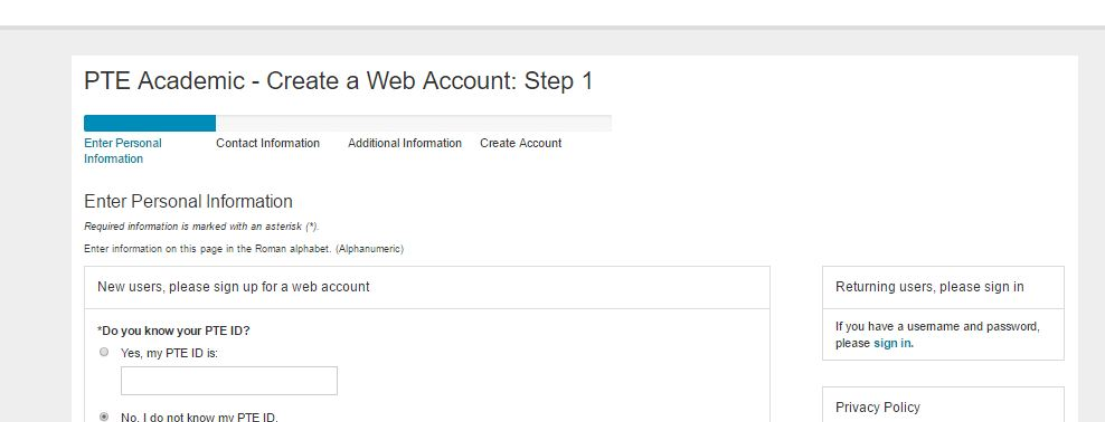 PTE Academic - Create a Web Account: Step 1
Enter Personal
Information
Contact Information
Additional Information
Create Account
Enter Personal Information
Required information is marked with an asterisk (*).
Enter information on this page in the Roman alphabet. (Alphanumeric)
New users, please sign up for a web account
*Do you know your PTE ID?
Yes, my PTE ID is:
No, I do not know my PTE ID.
Returning users, please sign in
If you have a username and password,
please sign in.
Privacy Policy